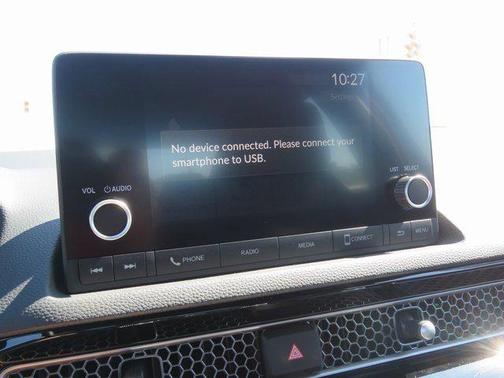 10:27
Settings
No device connected. Please connect your
smartphone to USB.
VOL AUDIO
LIST SELECT
PHONE RADIO MEDIA CONNECT MENU